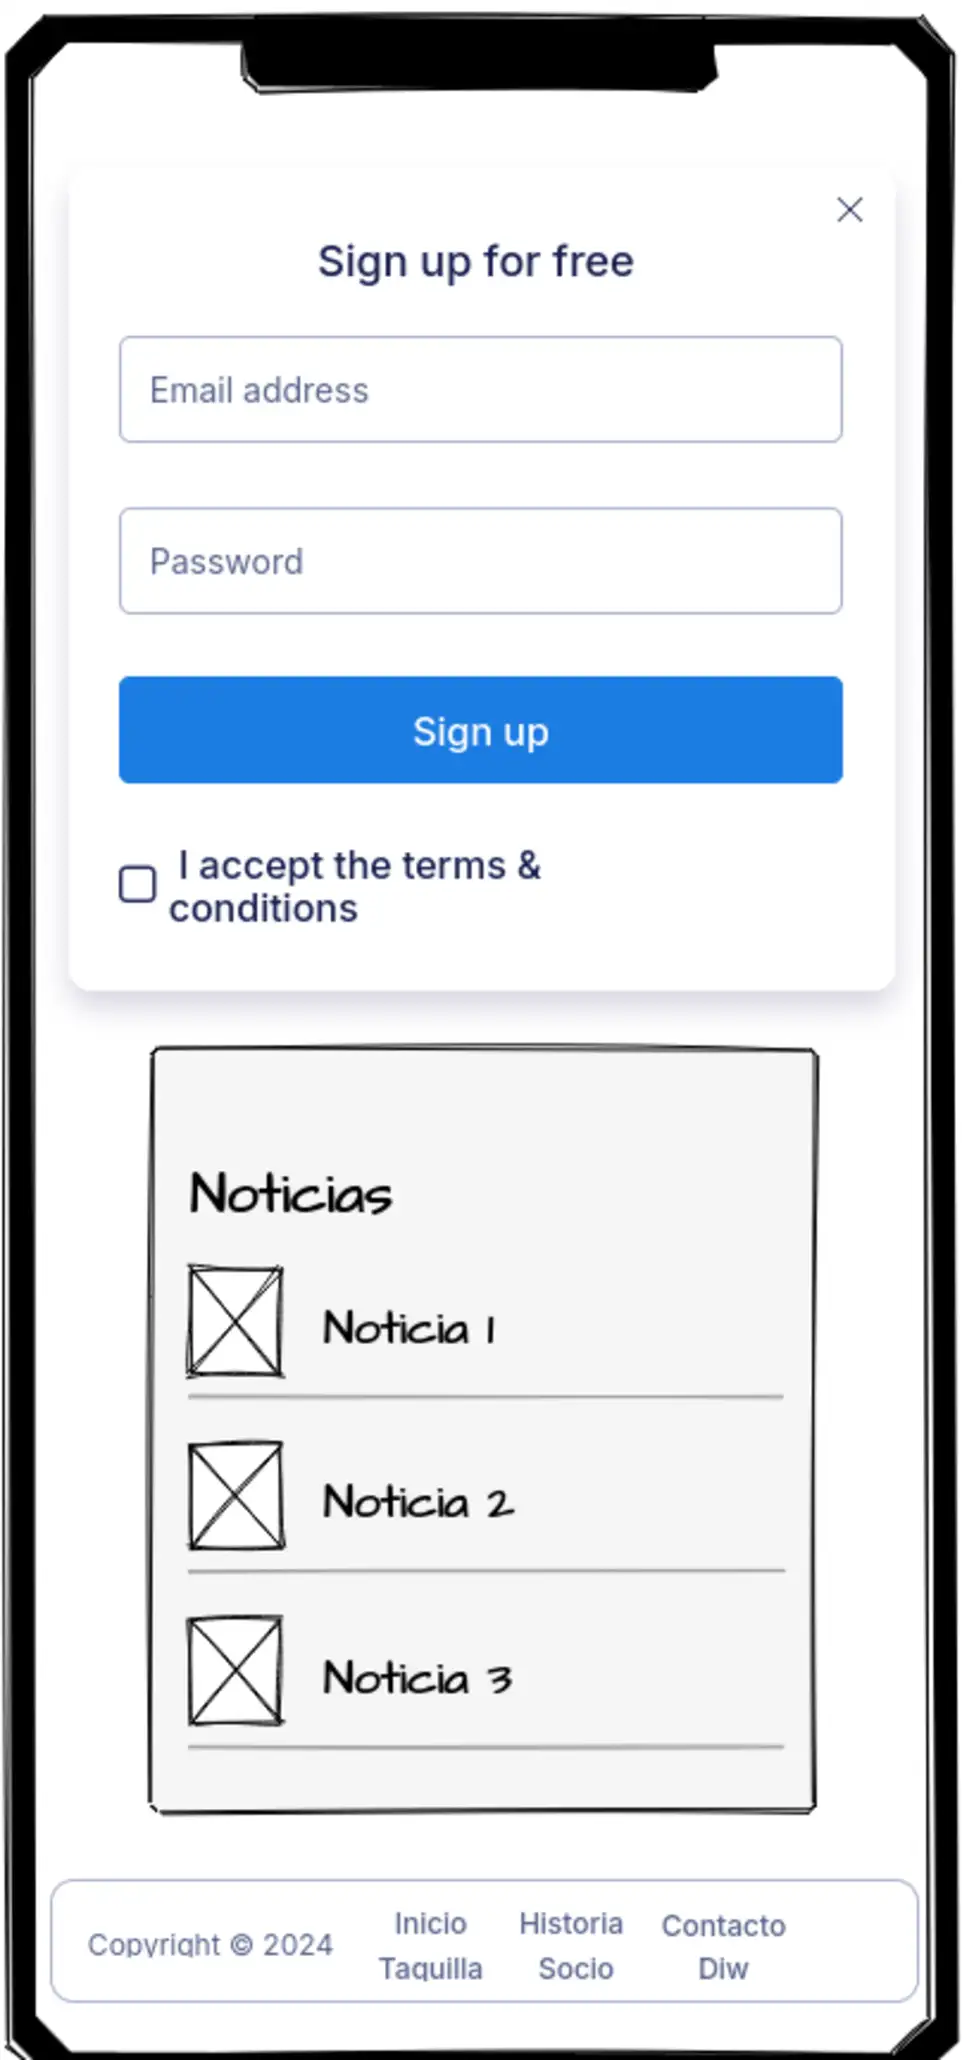 Sign up for free
Email address
Password
Sign up
I accept the terms &
conditions
Noticias
Noticia 1
Noticia 2
Noticia 3
Copyright © 2024
Inicio Historia Contacto
Taquilla Socio Diw